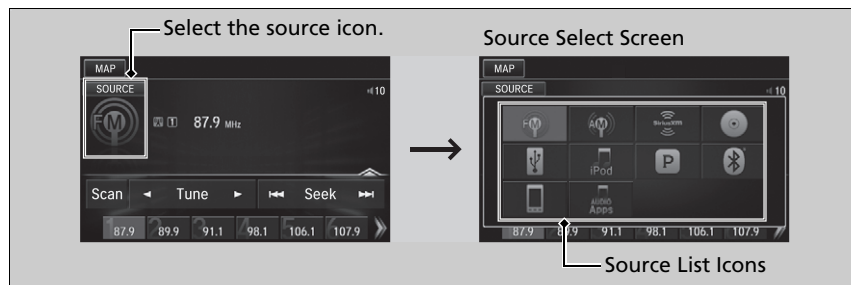 Select the source icon.
Source Select Screen
MAP
SOURCE
10
FM
1 87.9 MHz
Scan Tune Seek
87.9 89.9 91.1 98.1 106.1 107.9
MAP
SOURCE
10
FM AM SiriusXM
iPod P
AUDIO Apps
87.9 89.9 91.1 98.1 106.1 107.9
Source List Icons